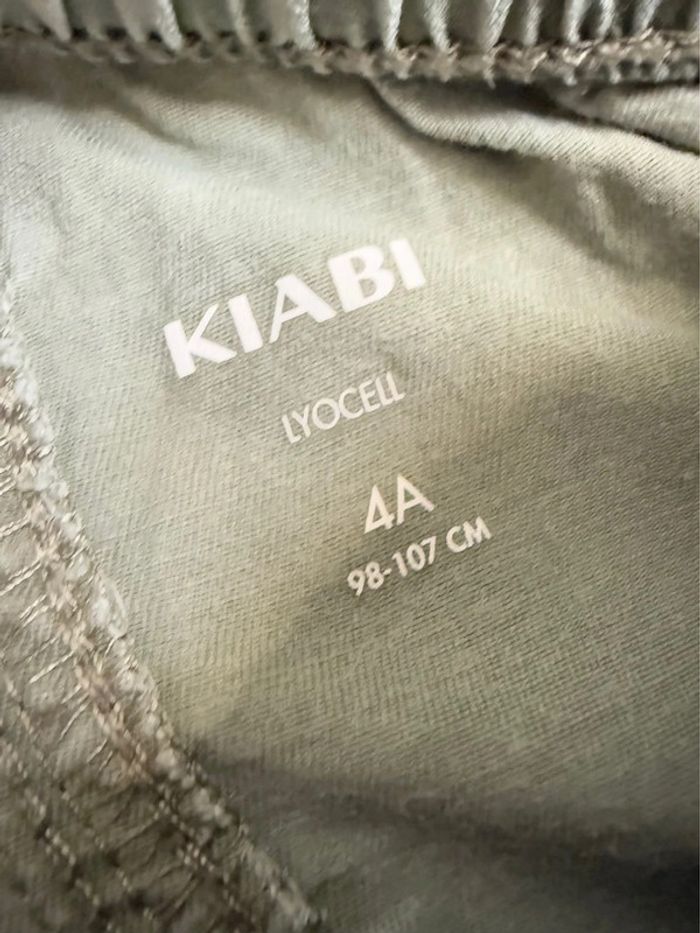 KIABI
LYOCELL
4A
98-107 CM